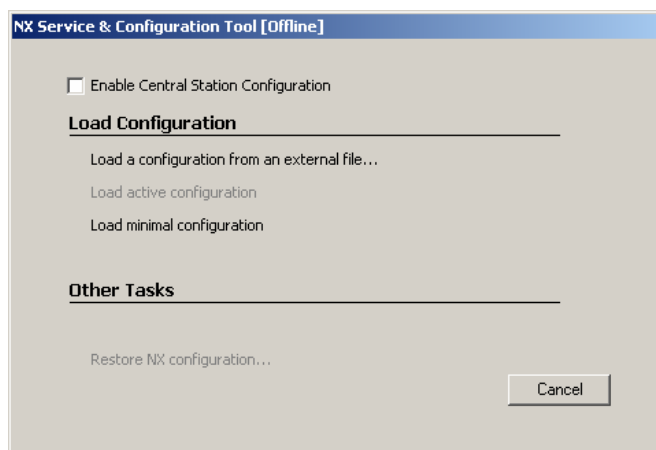 NX Service & Configuration Tool [Offline]
Enable Central Station Configuration
Load Configuration
Load a configuration from an external file...
Load active configuration
Load minimal configuration
Other Tasks
Restore NX configuration...
Cancel